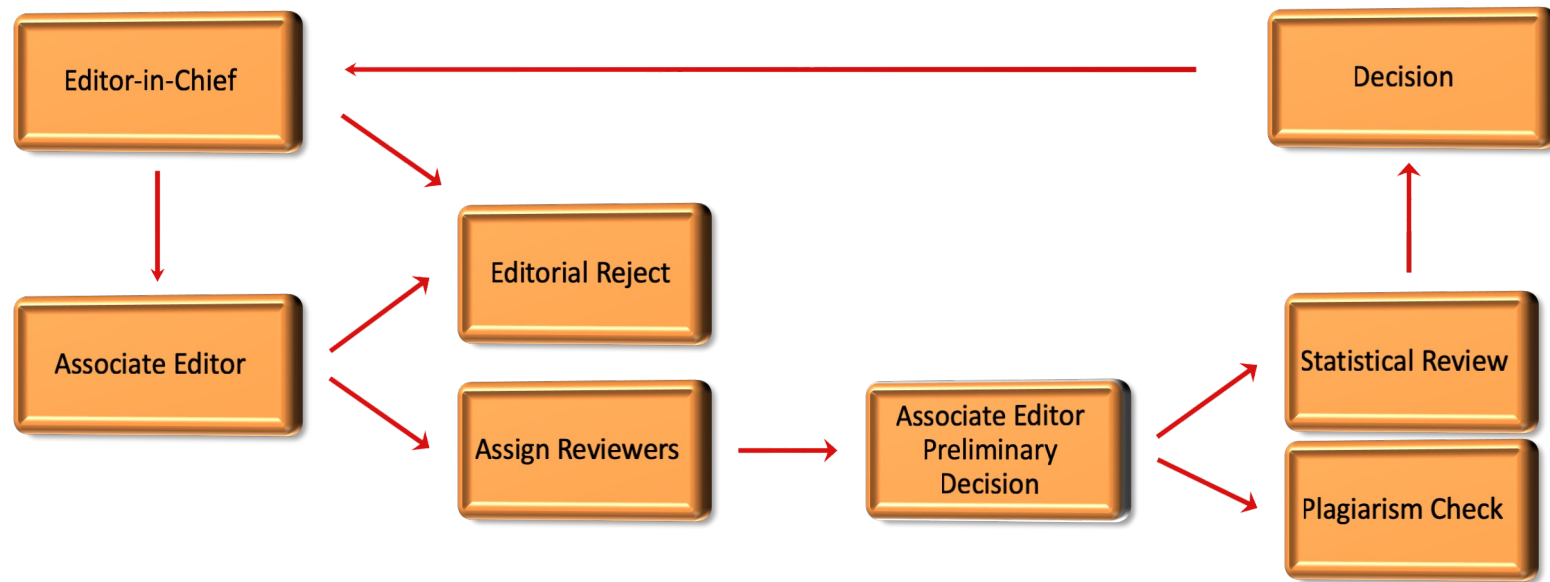 Editor-in-Chief
Decision
Editorial Reject
Associate Editor
Statistical Review
Assign Reviewers
Associate Editor
Preliminary
Decision
Plagiarism Check